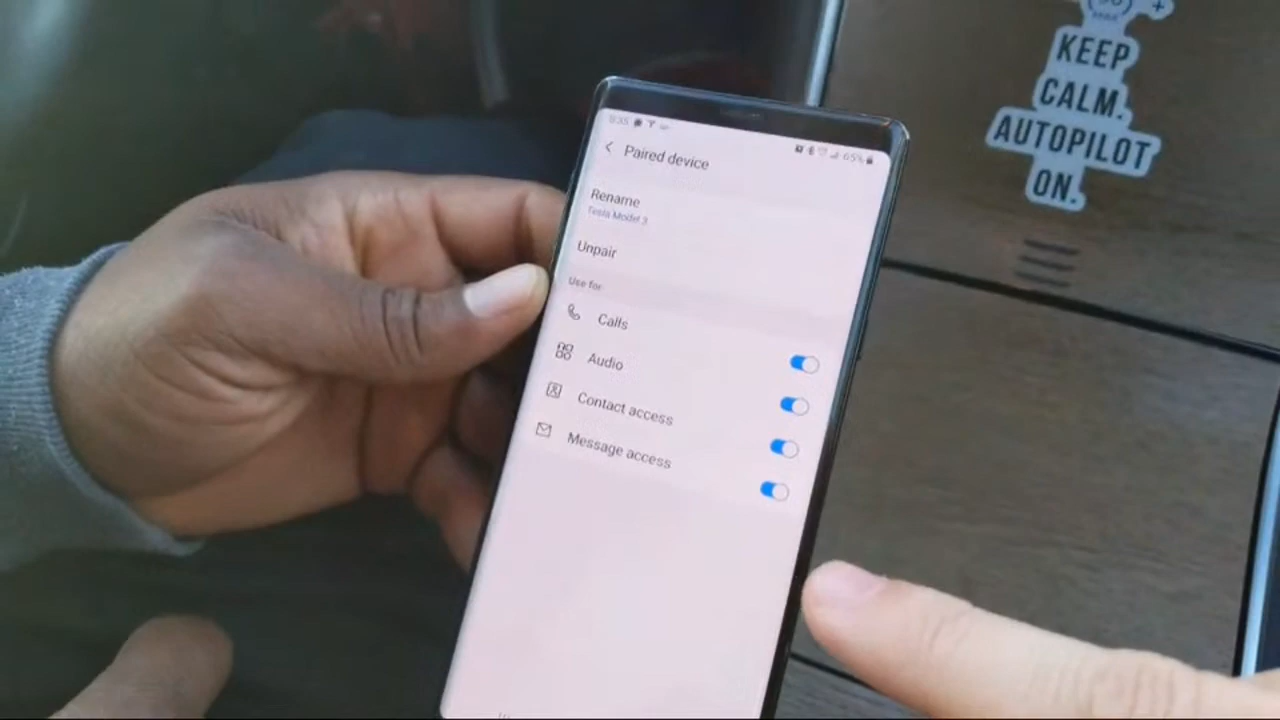 KEEP
CALM.
AUTOPILOT
ON.
65%
Paired device
Rename
Tesla Model 3
Unpair
Use for
Calls
Audio
Contact access
Message access